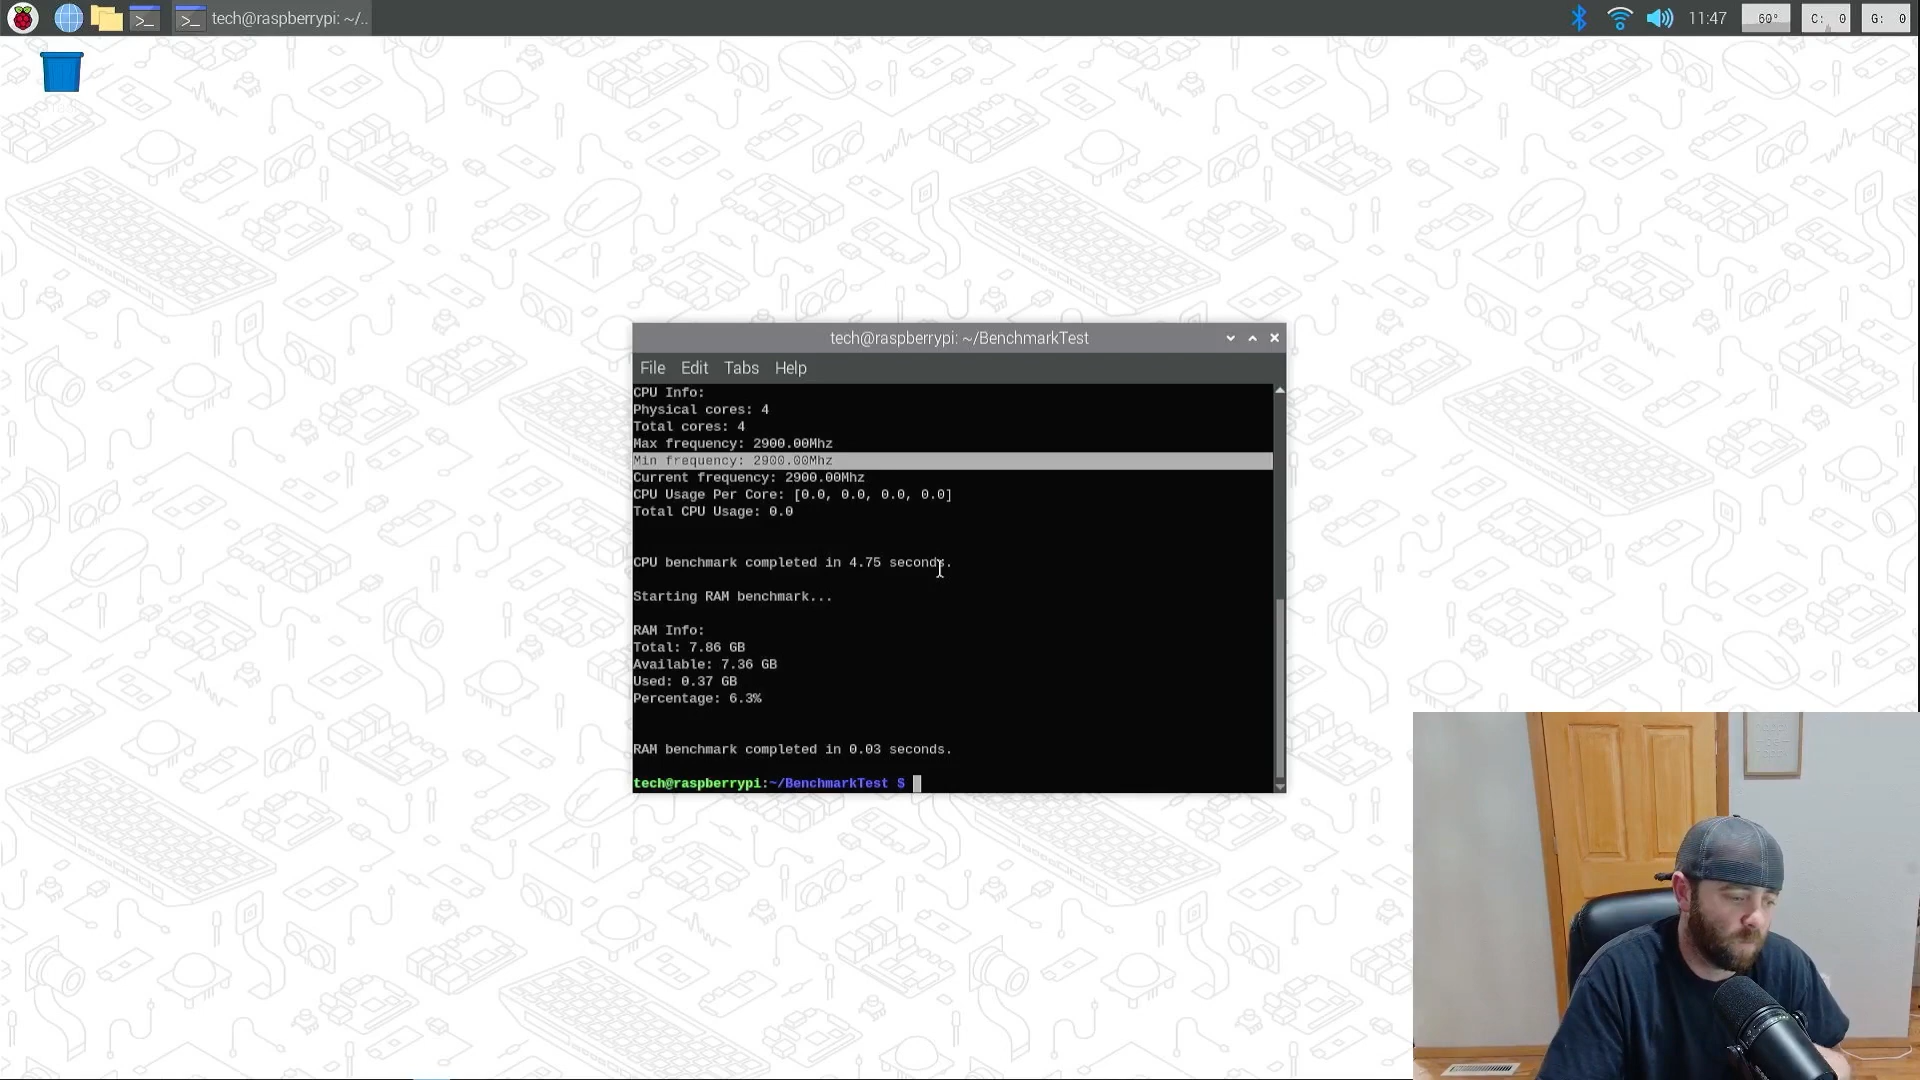 tech@raspberrypi: ~/..
11:47
60°
C: 0
G: 0
tech@raspberrypi: ~/BenchmarkTest
File Edit Tabs Help
CPU Info:
Physical cores: 4
Total cores: 4
Max frequency: 2900.00Mhz
Min frequency: 2900.00Mhz
Current frequency: 2900.00Mhz
CPU Usage Per Core: [0.0, 0.0, 0.0, 0.0]
Total CPU Usage: 0.0
CPU benchmark completed in 4.75 seconds.
Starting RAM benchmark...
RAM Info:
Total: 7.86 GB
Available: 7.36 GB
Used: 0.37 GB
Percentage: 6.3%
RAM benchmark completed in 0.03 seconds.
tech@raspberrypi:~/BenchmarkTest $